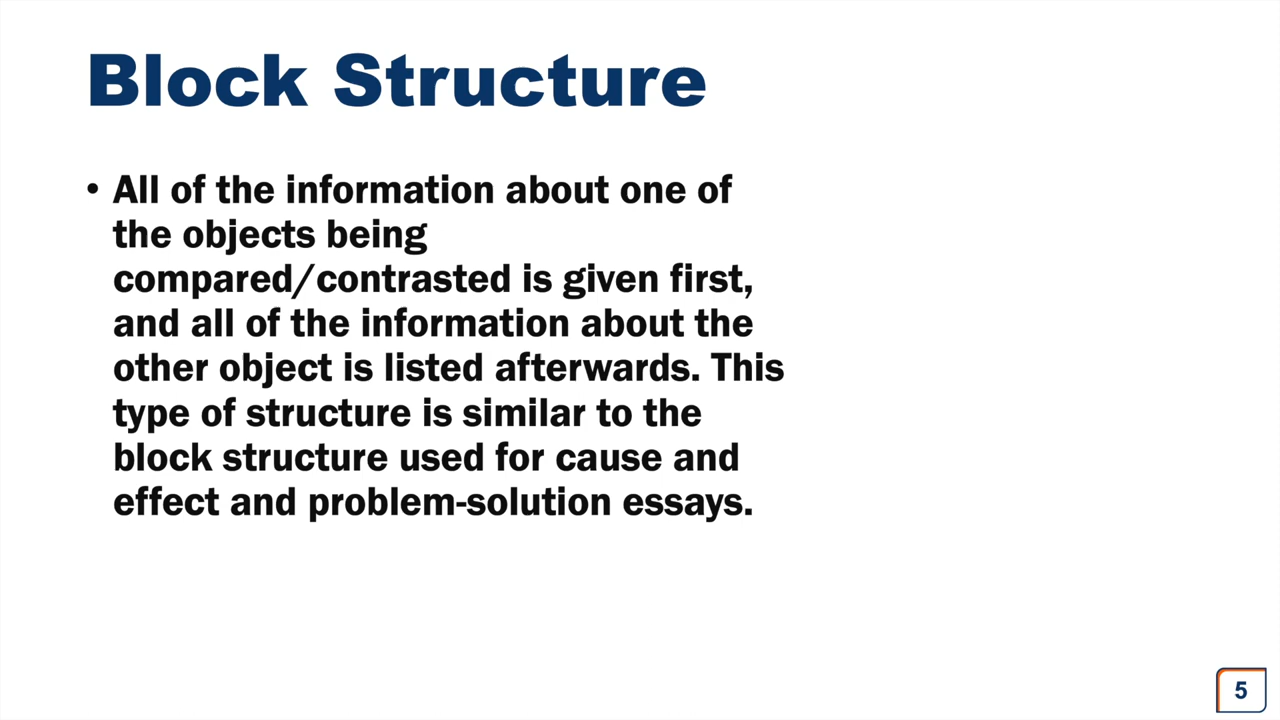 Block Structure
• All of the information about one of
the objects being
compared/contrasted is given first,
and all of the information about the
other object is listed afterwards. This
type of structure is similar to the
block structure used for cause and
effect and problem-solution essays.
5